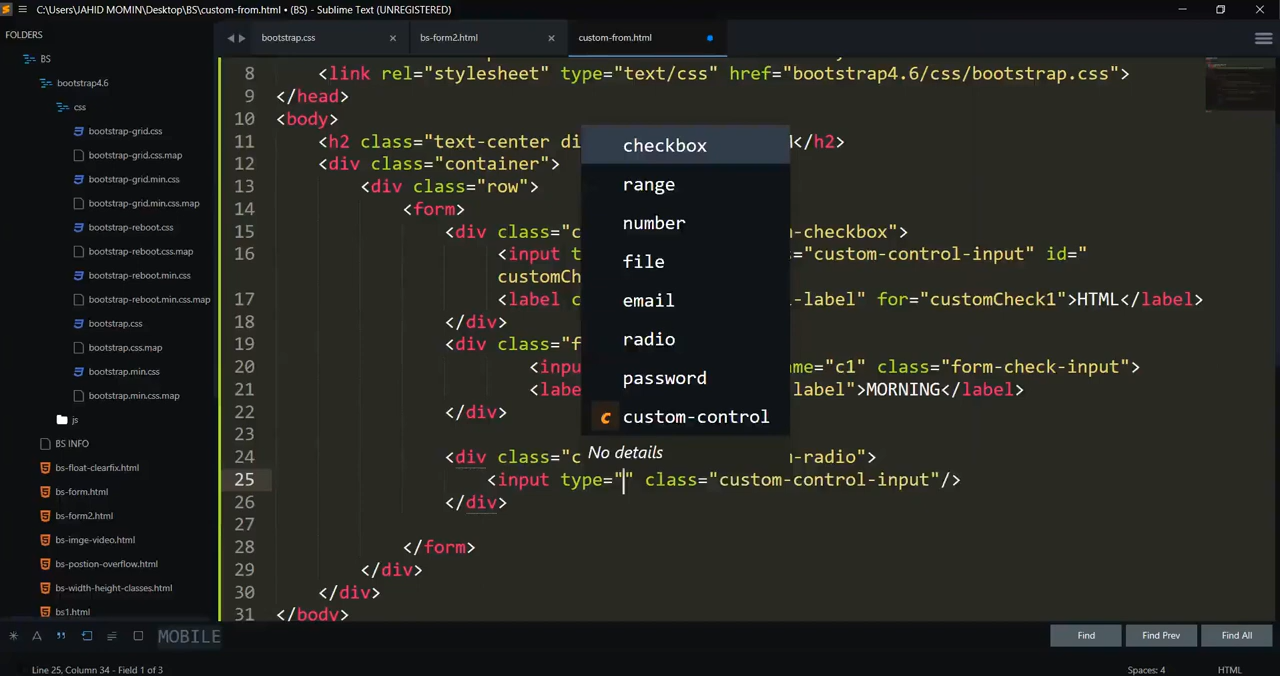 C:\Users\JAHID MOMIN\Desktop\BS\custom-from.html • (BS) - Sublime Text (UNREGISTERED)
FOLDERS
BS
bootstrap4.6
css
bootstrap-grid.css
bootstrap-grid.css.map
bootstrap-grid.min.css
bootstrap-grid.min.css.map
bootstrap-reboot.css
bootstrap-reboot.css.map
bootstrap-reboot.min.css
bootstrap-reboot.min.css.map
bootstrap.css
bootstrap.css.map
bootstrap.min.css
bootstrap.min.css.map
js
BS INFO
bs-float-clearfix.html
bs-form.html
bs-form2.html
bs-imge-video.html
bs-postion-overflow.html
bs-width-height-classes.html
bs1.html
bootstrap.css
bs-form2.html
custom-from.html
8 <link rel="stylesheet" type="text/css" href="bootstrap4.6/css/bootstrap.css">
9 </head>
10 <body>
11 <h2 class="text-center di M</h2>
12 <div class="container">
13 <div class="row">
14 <form>
15 <div class="c n-checkbox">
16 <input t s="custom-control-input" id="
customCh
17 <label c l-label" for="customCheck1">HTML</label>
18 </div>
19 <div class="f
20 <inpu me="c1" class="form-check-input">
21 <labe label">MORNING</label>
22 </div>
23
24 <div class="c m-radio">
25 <input type="" class="custom-control-input"/>
26 </div>
27
28 </form>
29 </div>
30 </div>
31 </body>
checkbox
range
number
file
email
radio
password
c custom-control
No details
MOBILE
Find
Find Prev
Find All
Line 25, Column 34 - Field 1 of 3
Spaces: 4
HTML